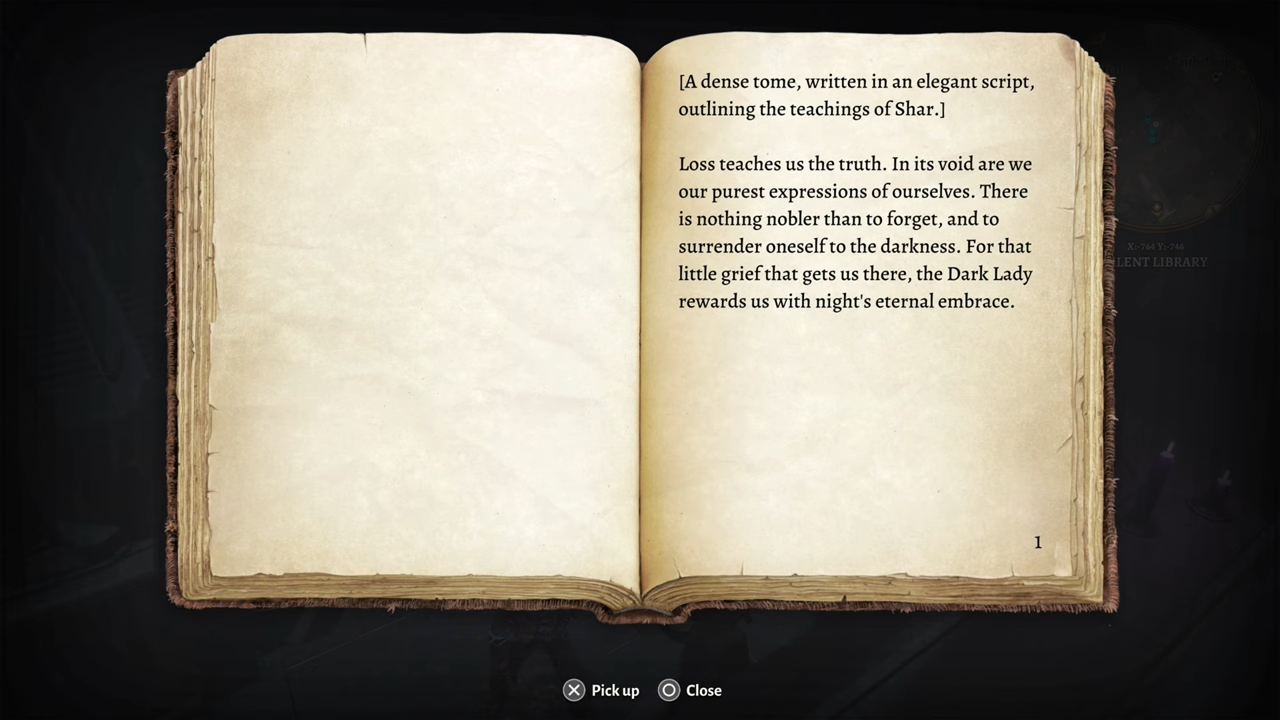 [A dense tome, written in an elegant script,
outlining the teachings of Shar.]
Loss teaches us the truth. In its void are we
our purest expressions of ourselves. There
is nothing nobler than to forget, and to
surrender oneself to the darkness. For that
little grief that gets us there, the Dark Lady
rewards us with night's eternal embrace.
1
X:-764 Y:-746
LENT LIBRARY
Pick up
Close